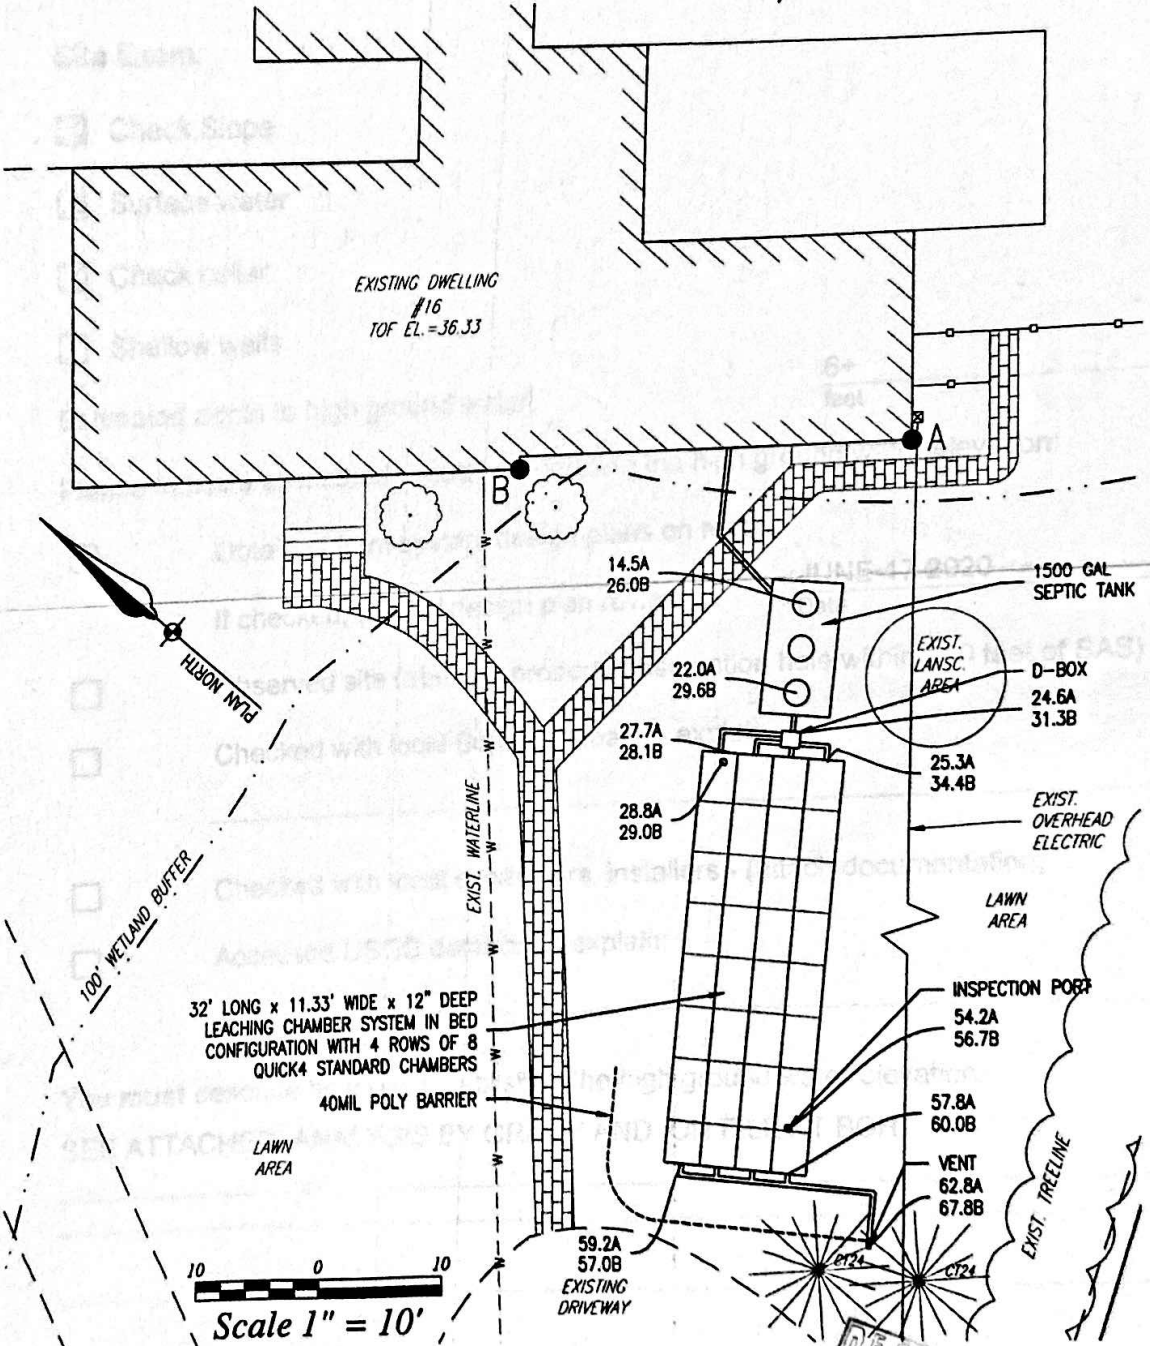 EXISTING DWELLING
#16
TOF EL.=36.33
A
B
14.5A
26.0B
1500 GAL
SEPTIC TANK
EXIST.
LANSC.
AREA
D-BOX
24.6A
31.3B
22.0A
29.6B
27.7A
28.1B
25.3A
34.4B
28.8A
29.0B
EXIST.
OVERHEAD
ELECTRIC
PLAN NORTH
EXIST. WATERLINE
W
W
W
W
W
W
W
W
100' WETLAND BUFFER
LAWN
AREA
32' LONG x 11.33' WIDE x 12" DEEP
LEACHING CHAMBER SYSTEM IN BED
CONFIGURATION WITH 4 ROWS OF 8
QUICK4 STANDARD CHAMBERS
INSPECTION PORT
54.2A
56.7B
40MIL POLY BARRIER
57.8A
60.0B
LAWN
AREA
VENT
62.8A
67.8B
EXIST. TREELINE
59.2A
57.0B
EXISTING
DRIVEWAY
CT24
CT24
10 0 10
Scale 1" = 10'
Check Slope
Surface water
Check cellar
Shallow wells
6+
feet
JUNE 17 2020